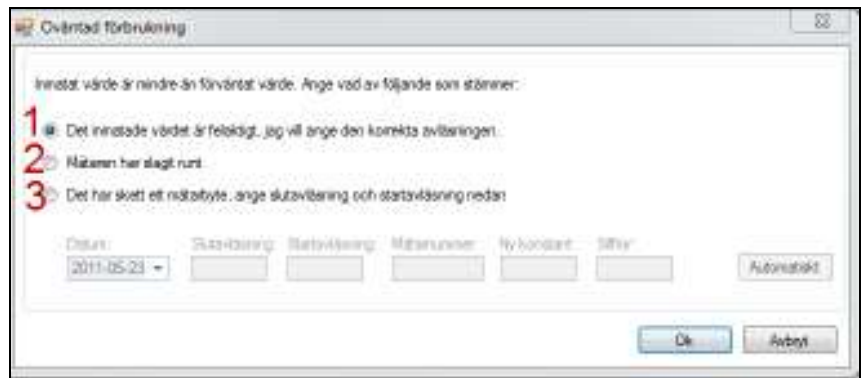 Oväntad förbrukning
Inmatat värde är mindre än förväntat värde. Ange vad av följande som stämmer:
1 Det inmatade värdet är felaktigt, jag vill ange den korrekta avläsningen.
2 Mätaren har slagit runt.
3 Det har skett ett mätarbyte, ange slutavläsning och startavläsning nedan
Datum: Slutavläsning: Startavläsning: Mätarnummer: Ny konstant: Siffror:
2011-05-23 Automatiskt
Ok Avbryt